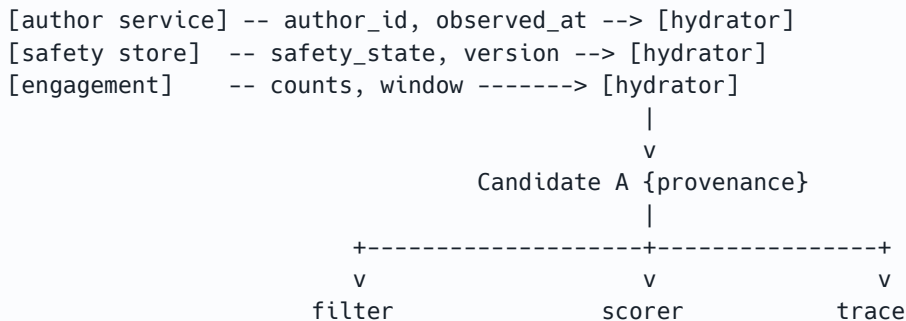 [author service] -- author_id, observed_at --> [hydrator]
[safety store]  -- safety_state, version --> [hydrator]
[engagement]    -- counts, window -------> [hydrator]
|
v
Candidate A {provenance}
|
+--------------------+----------------+
v                    v                v
filter               scorer           trace